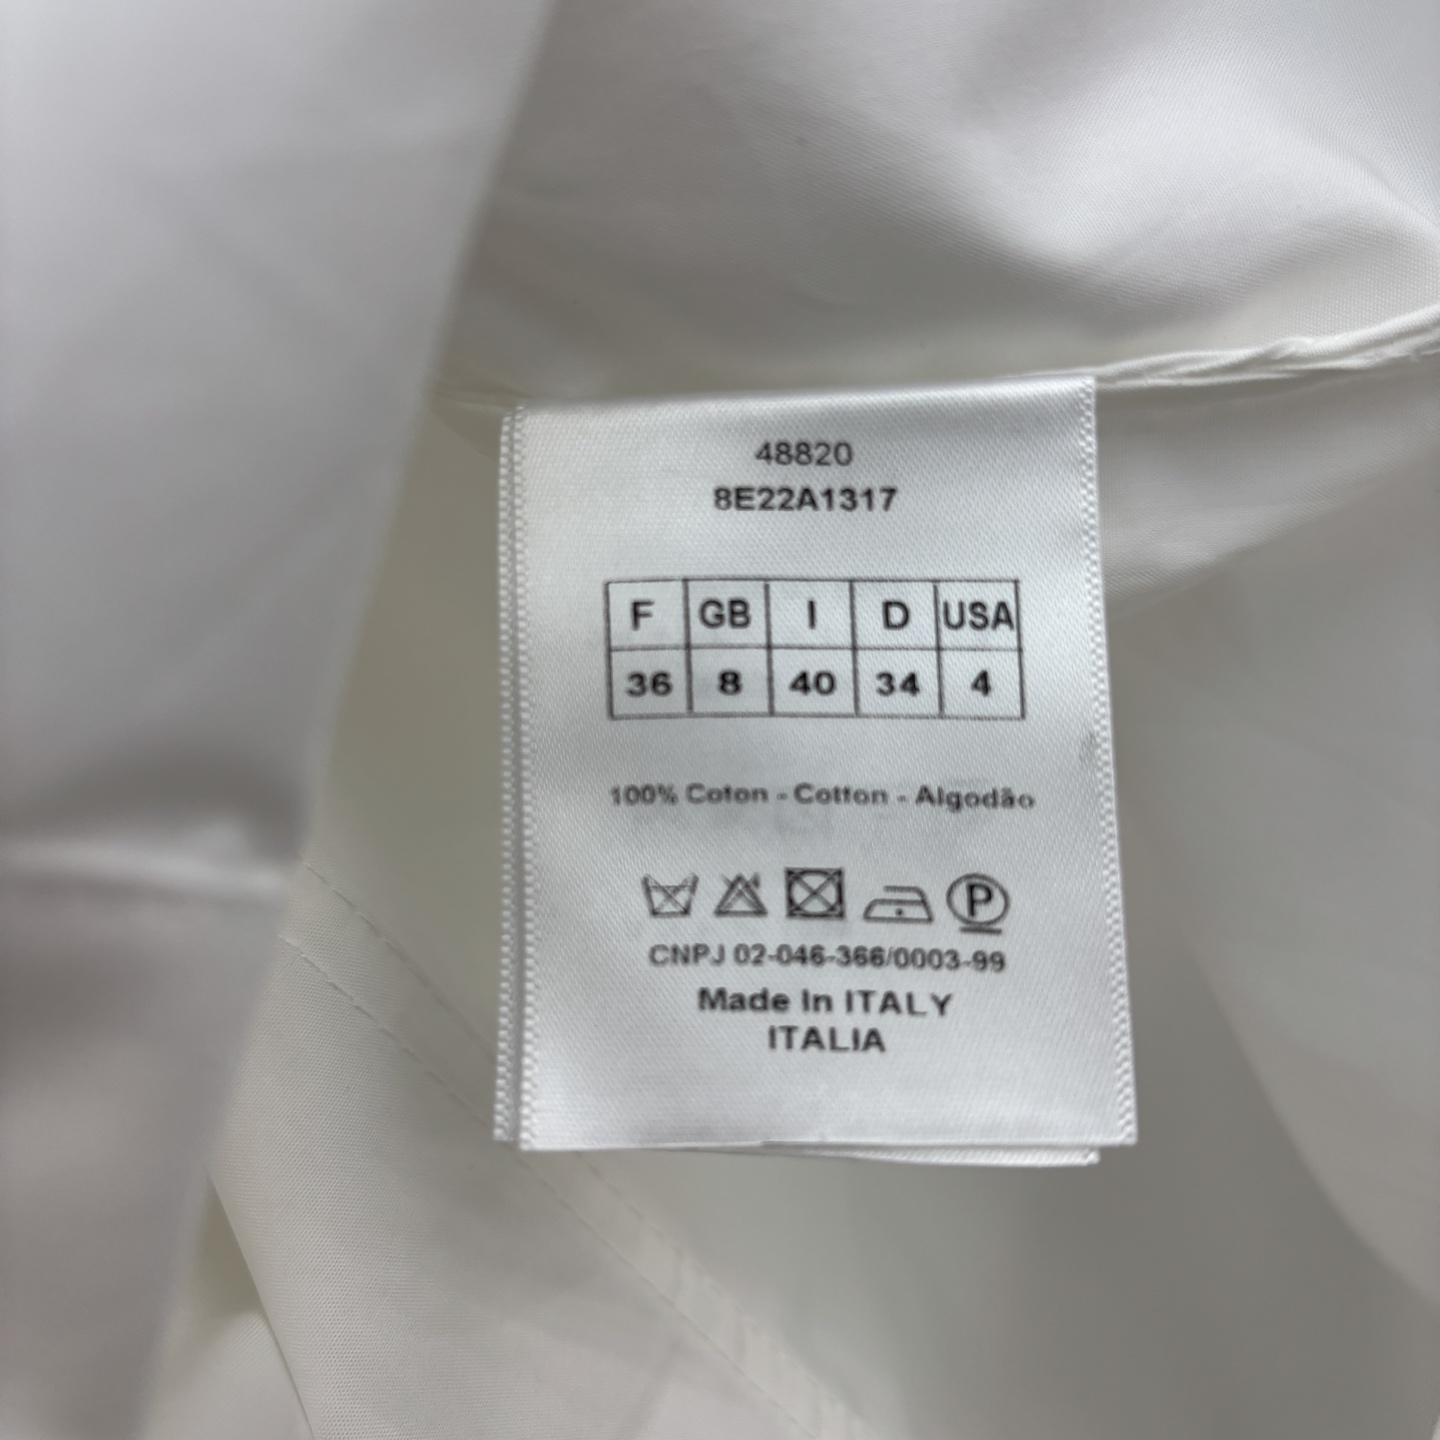 48820
8E22A1317
F GB I D USA
36 8 40 34 4
100% Coton - Cotton - Algodão
P
CNPJ 02-046-366/0003-99
Made In ITALY
ITALIA